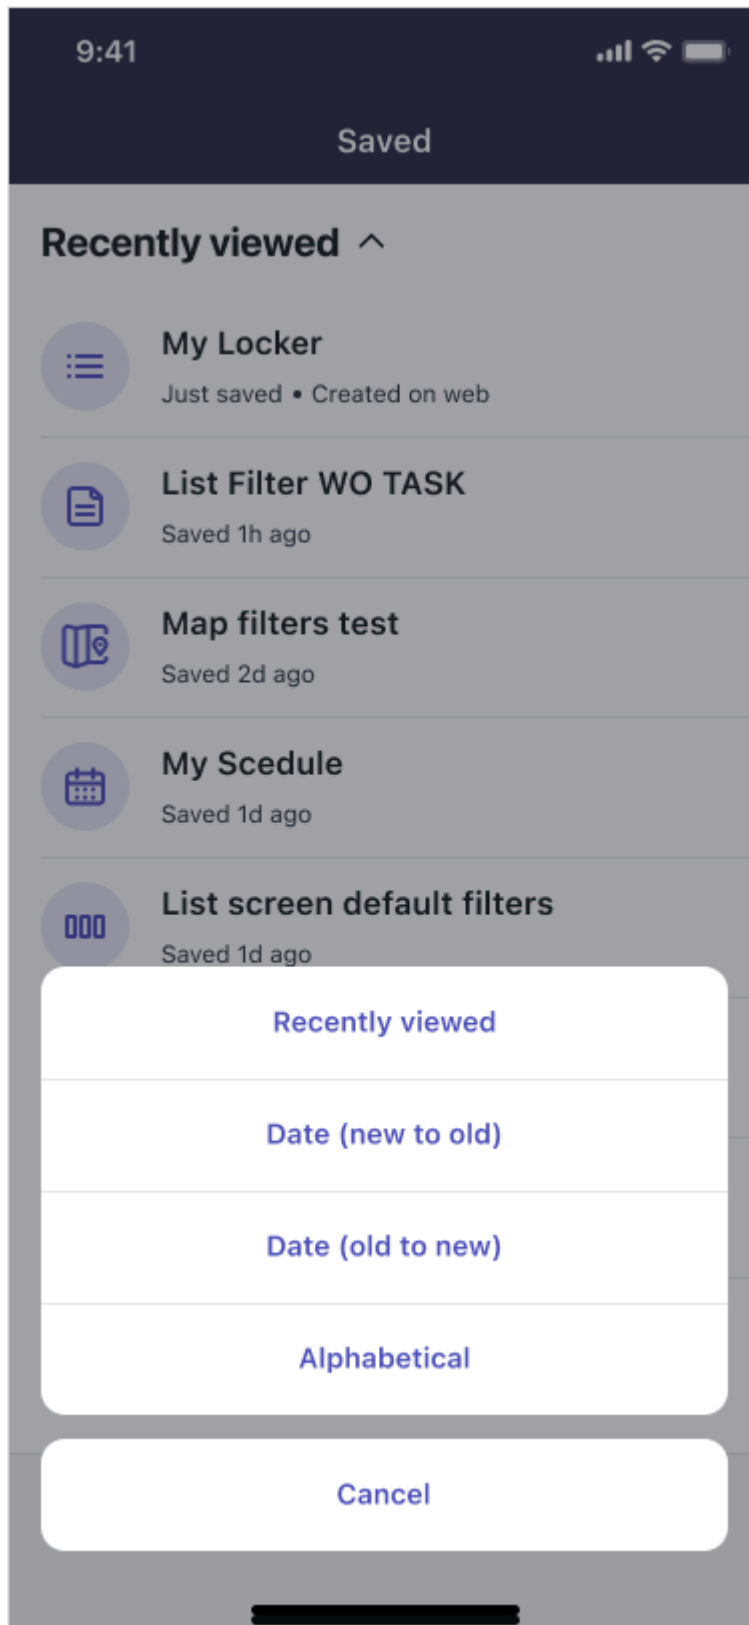 9:41
Saved
Recently viewed
My Locker
Just saved • Created on web
List Filter WO TASK
Saved 1h ago
Map filters test
Saved 2d ago
My Scedule
Saved 1d ago
List screen default filters
Saved 1d ago
Recently viewed
Date (new to old)
Date (old to new)
Alphabetical
Cancel